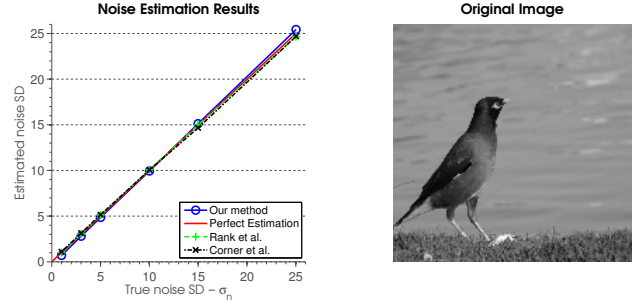 Noise Estimation Results
Original Image
Estimated noise SD
25
20
15
10
5
0
Our method
Perfect Estimation
Rank et al.
Corner et al.
0 5 10 15 20 25
True noise SD – σn